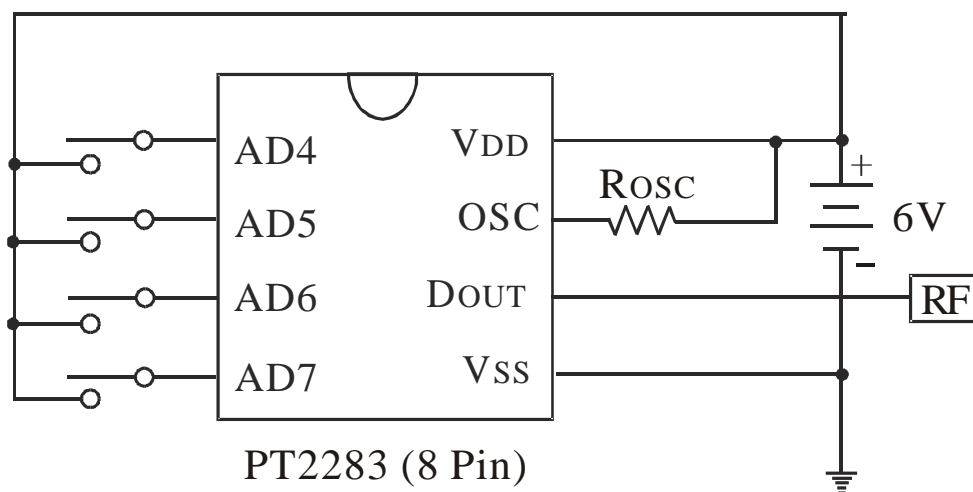 AD4
VDD
ROSC
+
AD5
OSC
6V
-
AD6
DOUT
RF
AD7
VSS
PT2283 (8 Pin)